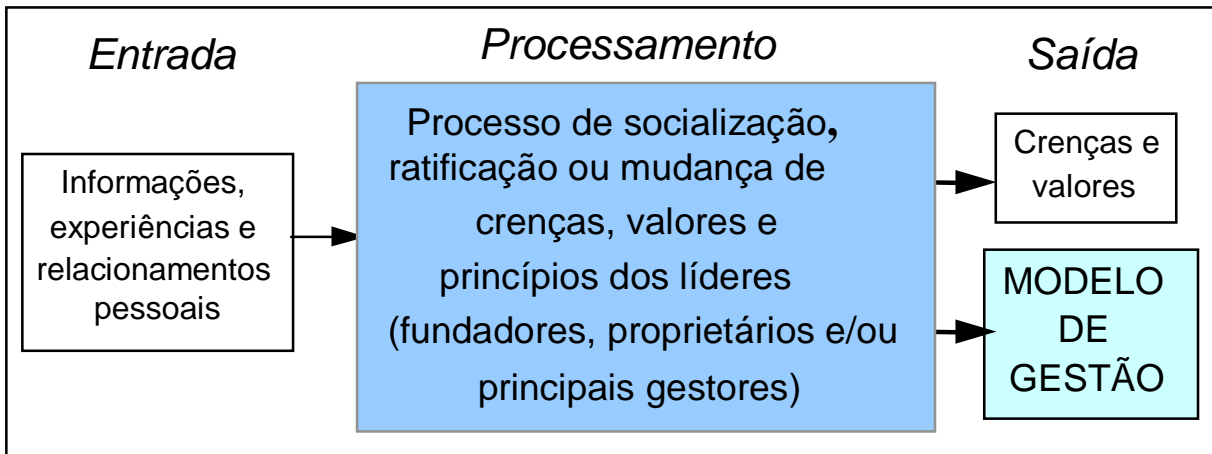 Entrada
Processamento
Saída
Informações,
experiências e
relacionamentos
pessoais
Processo de socialização,
ratificação ou mudança de
crenças, valores e
princípios dos líderes
(fundadores, proprietários e/ou
principais gestores)
Crenças e
valores
MODELO
DE
GESTÃO